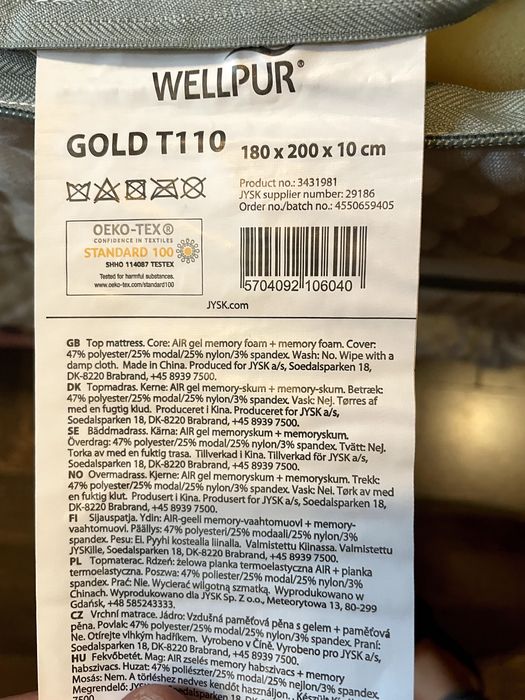 WELLPUR®
GOLD T110 180 x 200 x 10 cm
Product no.: 3431981
JYSK supplier number: 29186
Order no./batch no.: 4550659405
OEKO-TEX®
CONFIDENCE IN TEXTILES
STANDARD 100
SHHO 114087 TESTEX
Tested for harmful substances.
www.oeko-tex.com/standard100
5704092 106040
JYSK.com
GB Top mattress. Core: AIR gel memory foam + memory foam. Cover:
47% polyester/25% modal/25% nylon/3% spandex. Wash: No. Wipe with a
damp cloth. Made in China. Produced for JYSK a/s, Soedalsparken 18,
DK-8220 Brabrand, +45 8939 7500.
DK Topmadras. Kerne: AIR gel memory-skum + memory-skum. Betræk:
47% polyester/25% modal/25% nylon/3% spandex. Vask: Nej. Tørres af
med en fugtig klud. Produceret i Kina. Produceret for JYSK a/s,
Soedalsparken 18, DK-8220 Brabrand, +45 8939 7500.
SE Bäddmadrass. Kärna: AIR gel memoryskum + memoryskum.
Överdrag: 47% polyester/25% modal/25% nylon/3% spandex. Tvätt: Nej.
Torka av med en fuktig trasa. Tillverkad i Kina. Tillverkad för JYSK a/s,
Soedalsparken 18, DK-8220 Brabrand, +45 8939 7500.
NO Overmadrass. Kjerne: AIR gel memoryskum + memoryskum. Trekk:
47% polyester/25% modal/25% nylon/3% spandex. Vask: Nei. Tørk av med
en fuktig klut. Produsert i Kina. Produsert for JYSK a/s, Soedalsparken 18,
DK-8220 Brabrand, +45 8939 7500.
FI Sijauspatja. Ydin: AIR-geeli memory-vaahtomuovi + memory-
vaahtomuovi. Päällys: 47% polyesteri/25% modaali/25% nylon/3%
spandex. Pesu: Ei. Pyyhi kostealla liinalla. Valmistettu Kiinassa. Valmistettu
JYSKille, Soedalsparken 18, DK-8220 Brabrand, +45 8939 7500.
PL Topmaterac. Rdzeń: żelowa pianka termoelastyczna AIR + pianka
termoelastyczna. Poszwa: 47% poliester/25% modal/25% nylon/3%
spandex. Prać: Nie. Wycierać wilgotną szmatką. Wyprodukowano w
Chinach. Wyprodukowano dla JYSK Sp. Z o.o., Meteorytowa 13, 80-299
Gdańsk, +48 585243333.
CZ Vrchní matrace. Jádro: Vzdušná paměťová pěna s gelem + paměťová
pěna. Povlak: 47% polyester/25% modal/25% nylon/3% spandex. Praní:
Ne. Otírejte vlhkým hadříkem. Vyrobeno v Číně. Vyrobeno pro JYSK a/s,
Soedalsparken 18, DK-8220 Brabrand, +45 8939 7500.
HU Fekvőbetét. Mag: AIR zselés memory habszivacs + memory
habszivacs. Huzat: 47% poliészter/25% modal/25% nejlon/3% spandex.
Mosás: Nem. A törléshez nedves kendőt használjon.
Megrendelő: JYSK